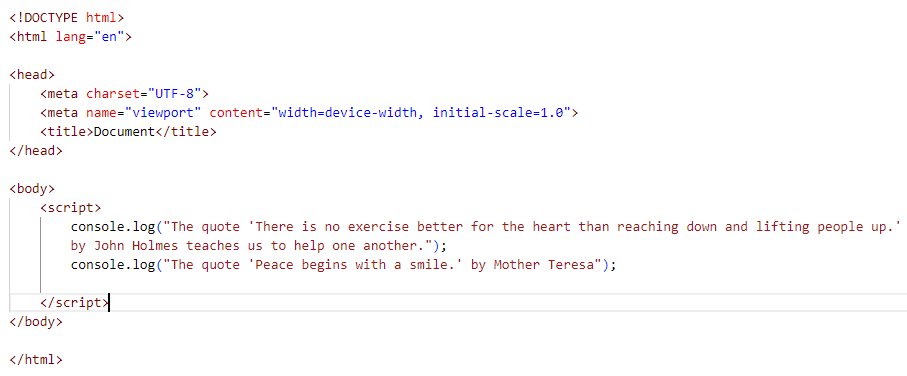 <!DOCTYPE html>
<html lang="en">
<head>
<meta charset="UTF-8">
<meta name="viewport" content="width=device-width, initial-scale=1.0">
<title>Document</title>
</head>
<body>
<script>
console.log("The quote 'There is no exercise better for the heart than reaching down and lifting people up.'
by John Holmes teaches us to help one another.");
console.log("The quote 'Peace begins with a smile.' by Mother Teresa");
</script>
</body>
</html>